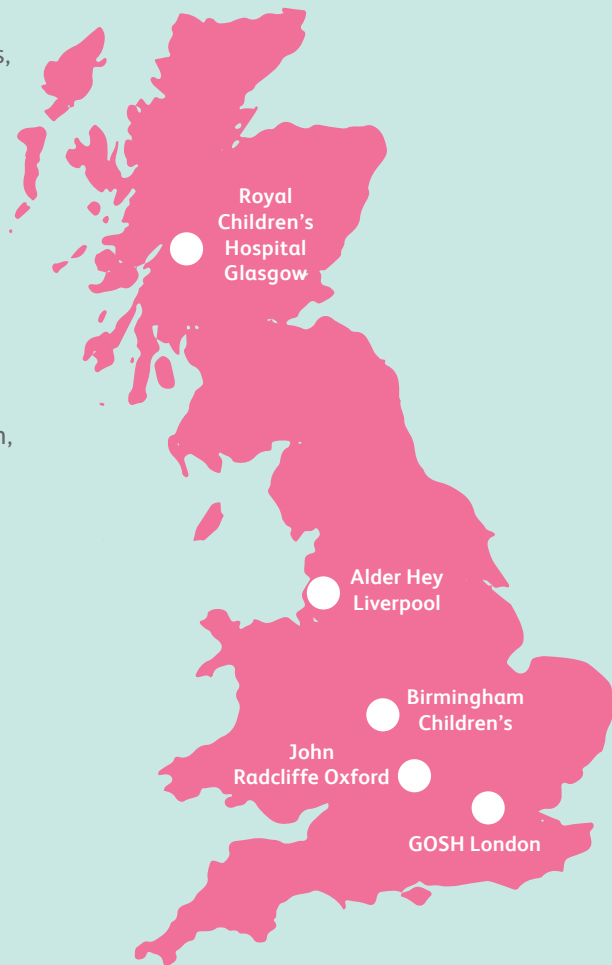 s,
Royal
Children’s
Hospital
Glasgow
n,
Alder Hey
Liverpool
Birmingham
Children’s
John
Radcliffe Oxford
GOSH London